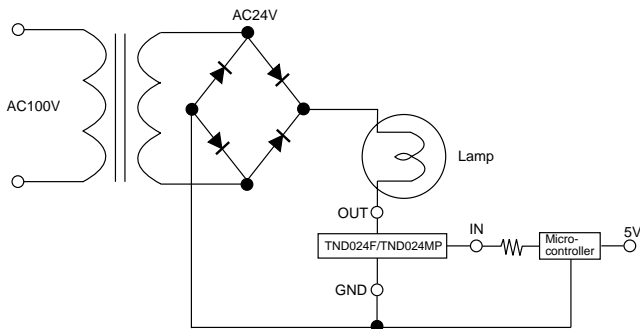 AC24V
AC100V
Lamp
OUT
TND024F/TND024MP
IN
Micro-
controller
5V
GND